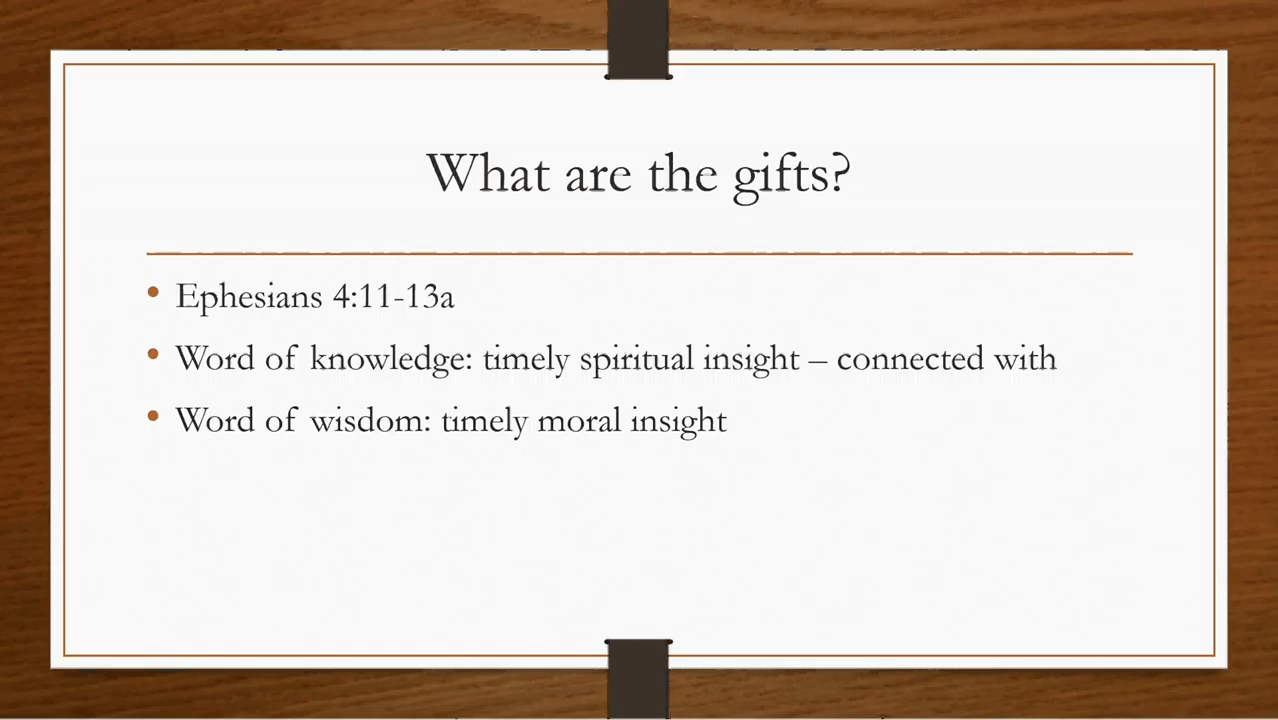 What are the gifts?
• Ephesians 4:11-13a
• Word of knowledge: timely spiritual insight – connected with
• Word of wisdom: timely moral insight